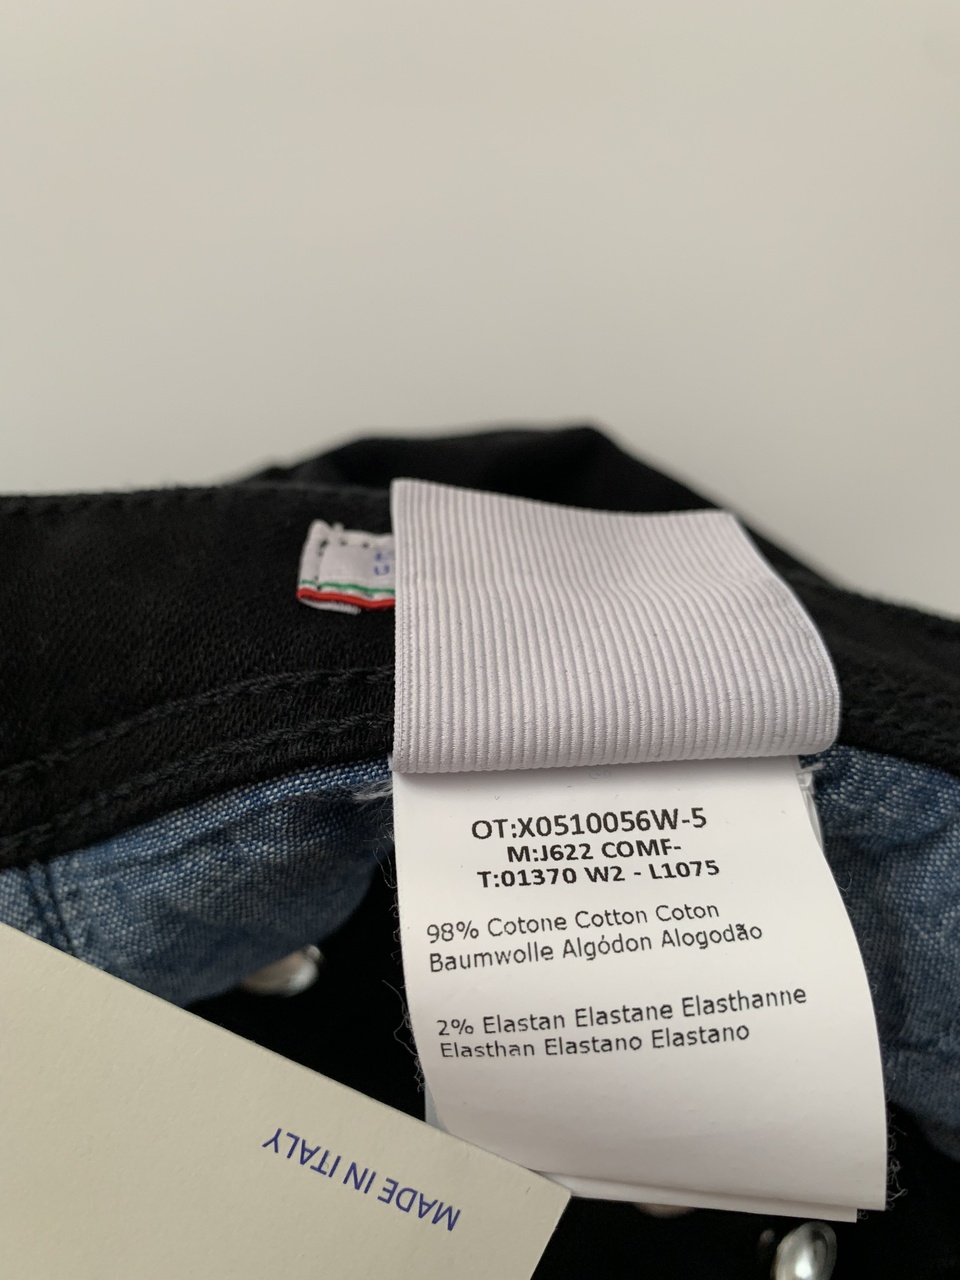 OT:X0510056W-5
M:J622 COMF-
T:01370 W2 - L1075
98% Cotone Cotton Coton
Baumwolle Algódon Alogodão
2% Elastan Elastane Elasthanne
Elasthan Elastano Elastano
MADE IN ITALY